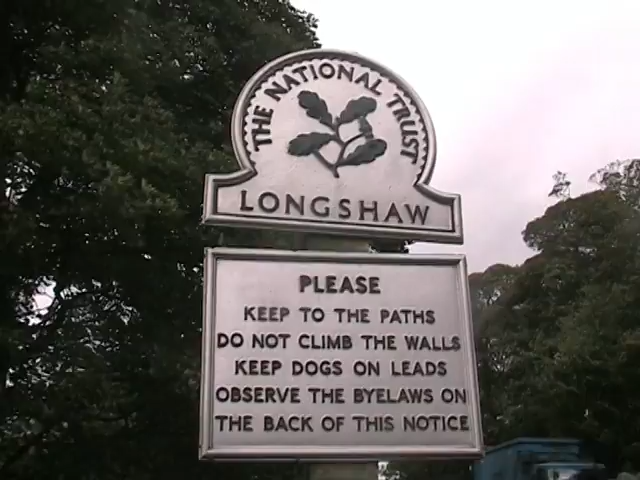 THE NATIONAL TRUST
LONGSHAW
PLEASE
KEEP TO THE PATHS
DO NOT CLIMB THE WALLS
KEEP DOGS ON LEADS
OBSERVE THE BYELAWS ON
THE BACK OF THIS NOTICE